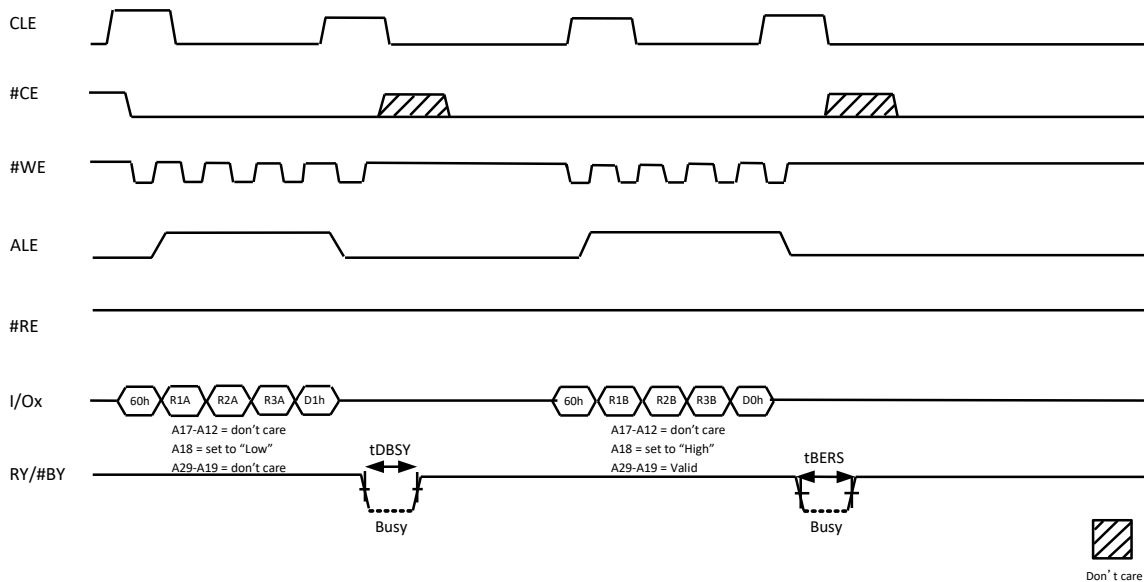 CLE
#CE
#WE
ALE
#RE
I/Ox
60h R1A R2A R3A D1h
60h R1B R2B R3B D0h
A17-A12 = don't care
A18 = set to “Low”
A29-A19 = don't care
A17-A12 = don't care
A18 = set to “High”
A29-A19 = Valid
RY/#BY
tDBSY
Busy
tBERS
Busy
Don’t care